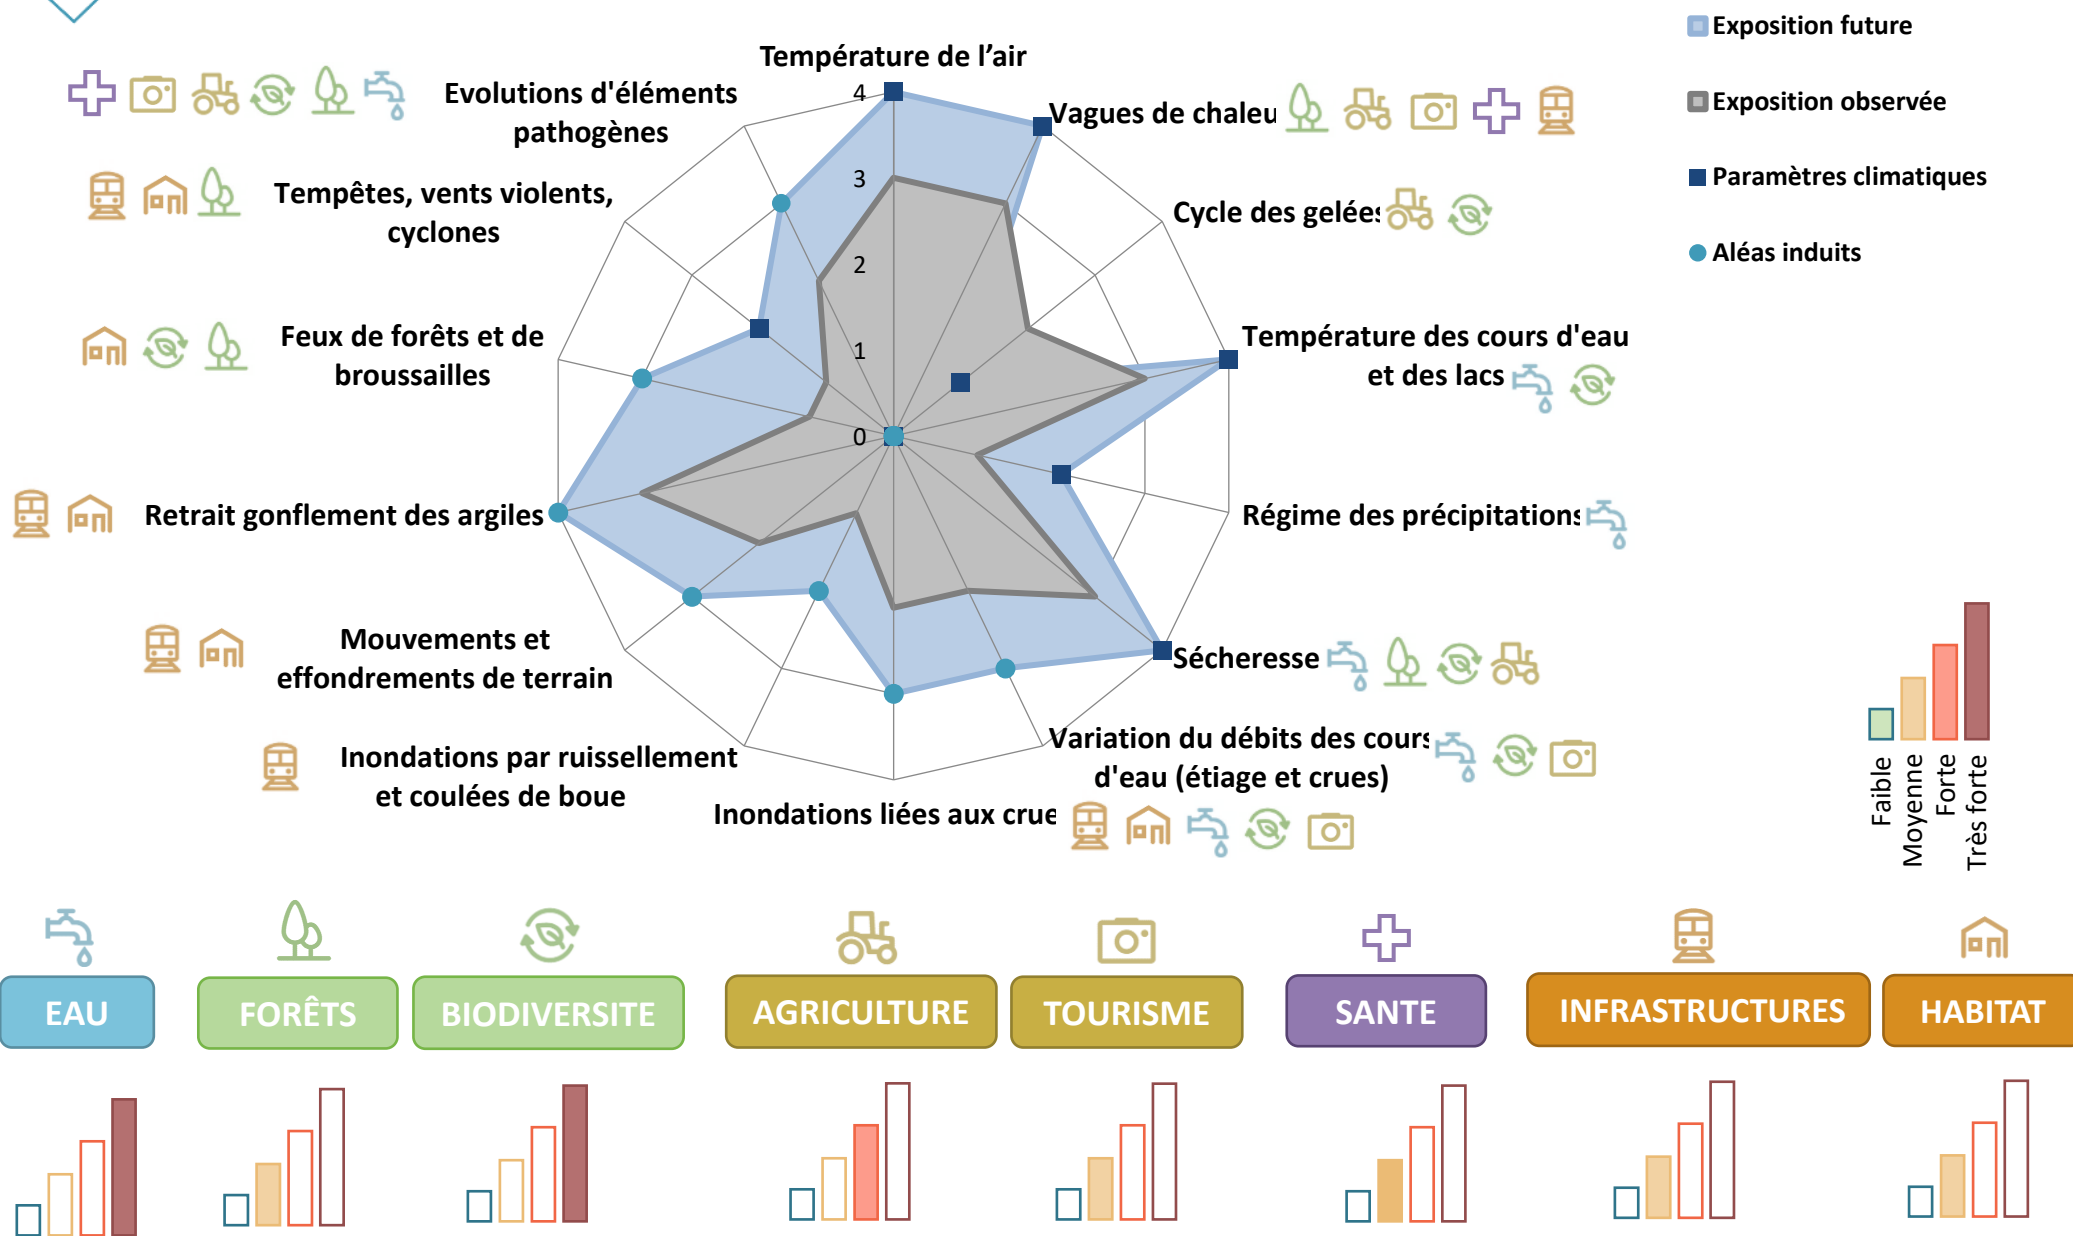 Exposition future
Exposition observée
Paramètres climatiques
Aléas induits
Température de l'air
Vagues de chaleu
Cycle des gelées
Température des cours d'eau
et des lacs
Régime des précipitations
Sécheresse
Variation du débits des cours
d'eau (étiage et crues)
Inondations liées aux crue
Inondations par ruissellement
et coulées de boue
Mouvements et
effondrements de terrain
Retrait gonflement des argiles
Feux de forêts et de
broussailles
Tempêtes, vents violents,
cyclones
Evolutions d'éléments
pathogènes
4
3
2
1
0
Faible
Moyenne
Forte
Très forte
EAU
FORÊTS
BIODIVERSITE
AGRICULTURE
TOURISME
SANTE
INFRASTRUCTURES
HABITAT